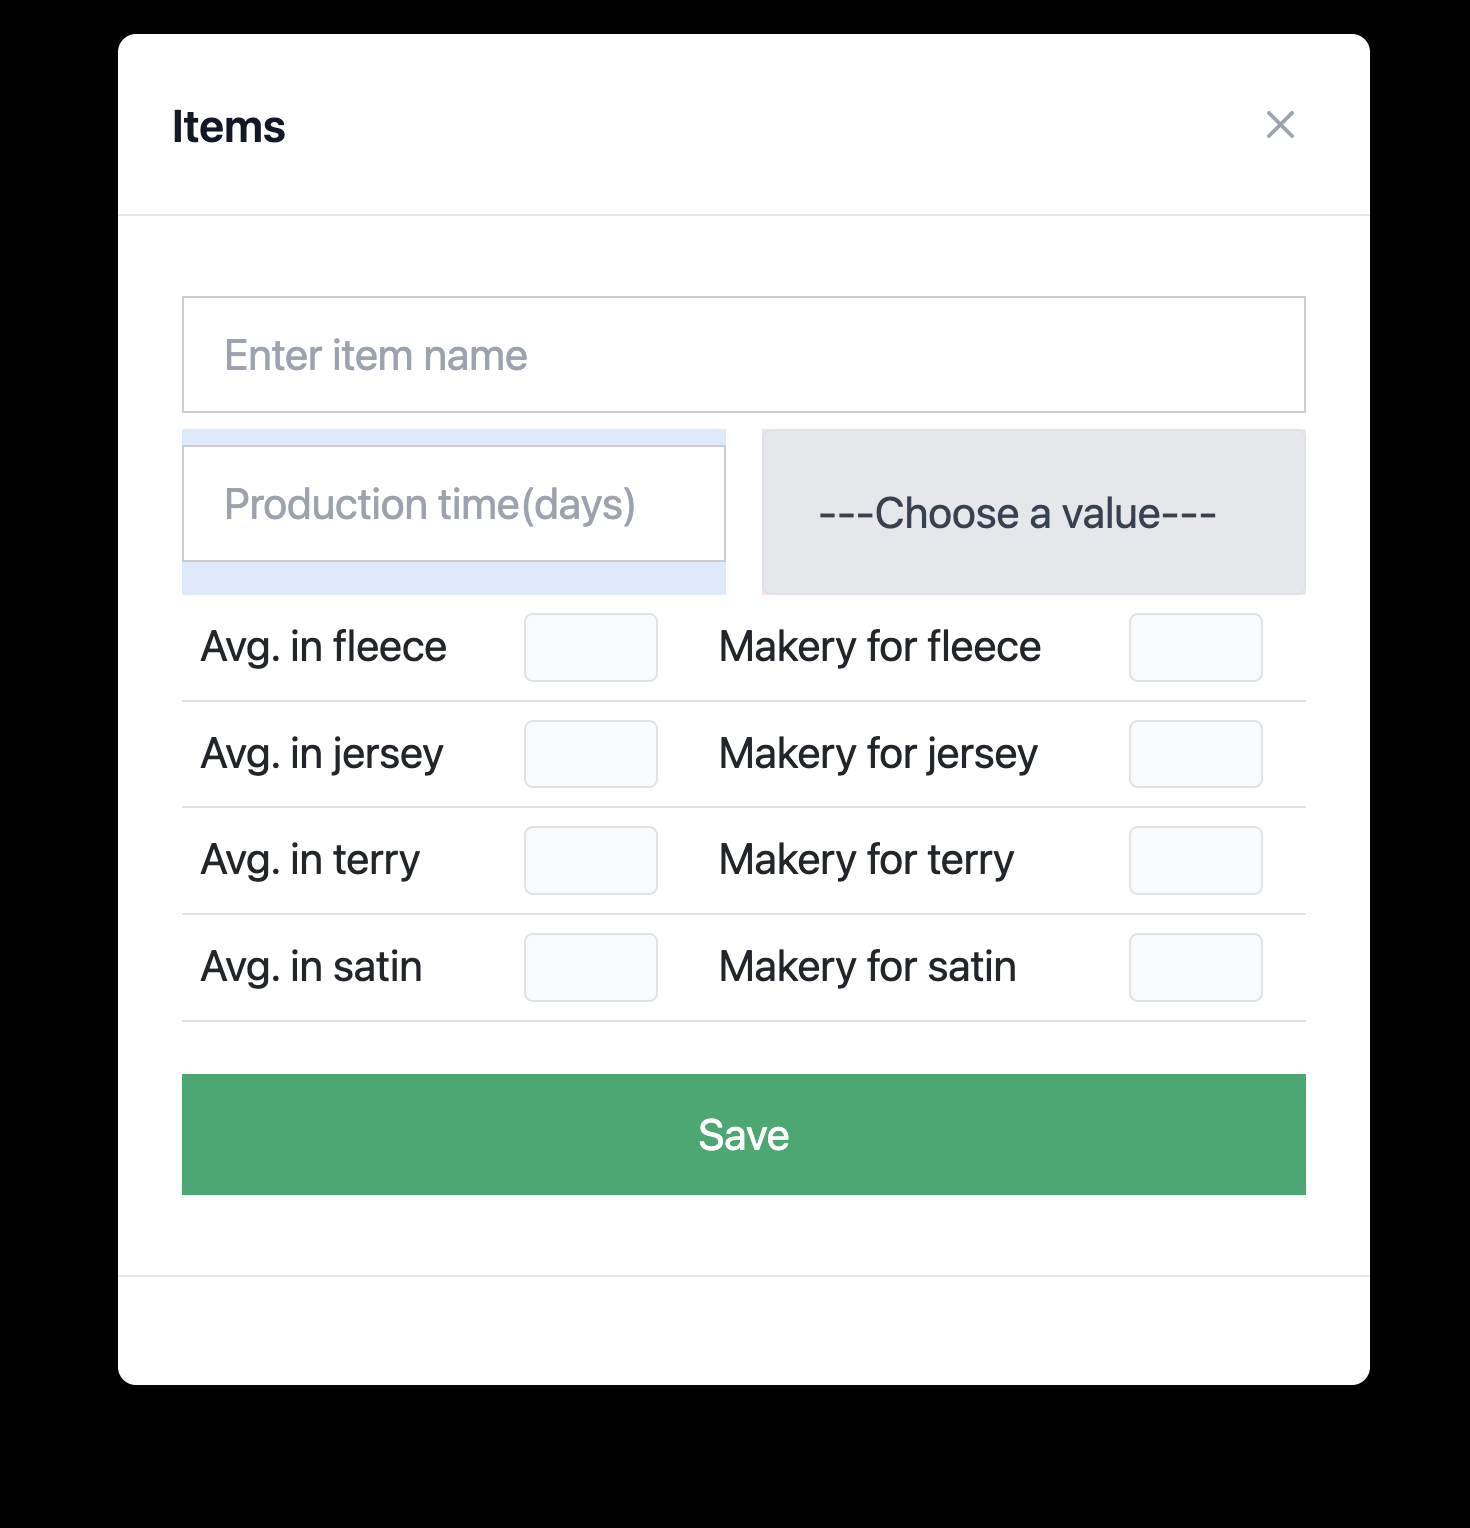 Items
Enter item name
Production time(days) ---Choose a value---
Avg. in fleece Makery for fleece
Avg. in jersey Makery for jersey
Avg. in terry Makery for terry
Avg. in satin Makery for satin
Save